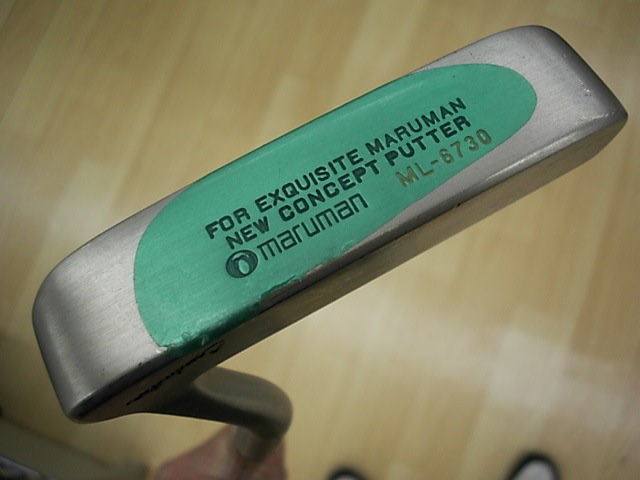 FOR EXQUISITE MARUMAN
NEW CONCEPT PUTTER
maruman ML-6730